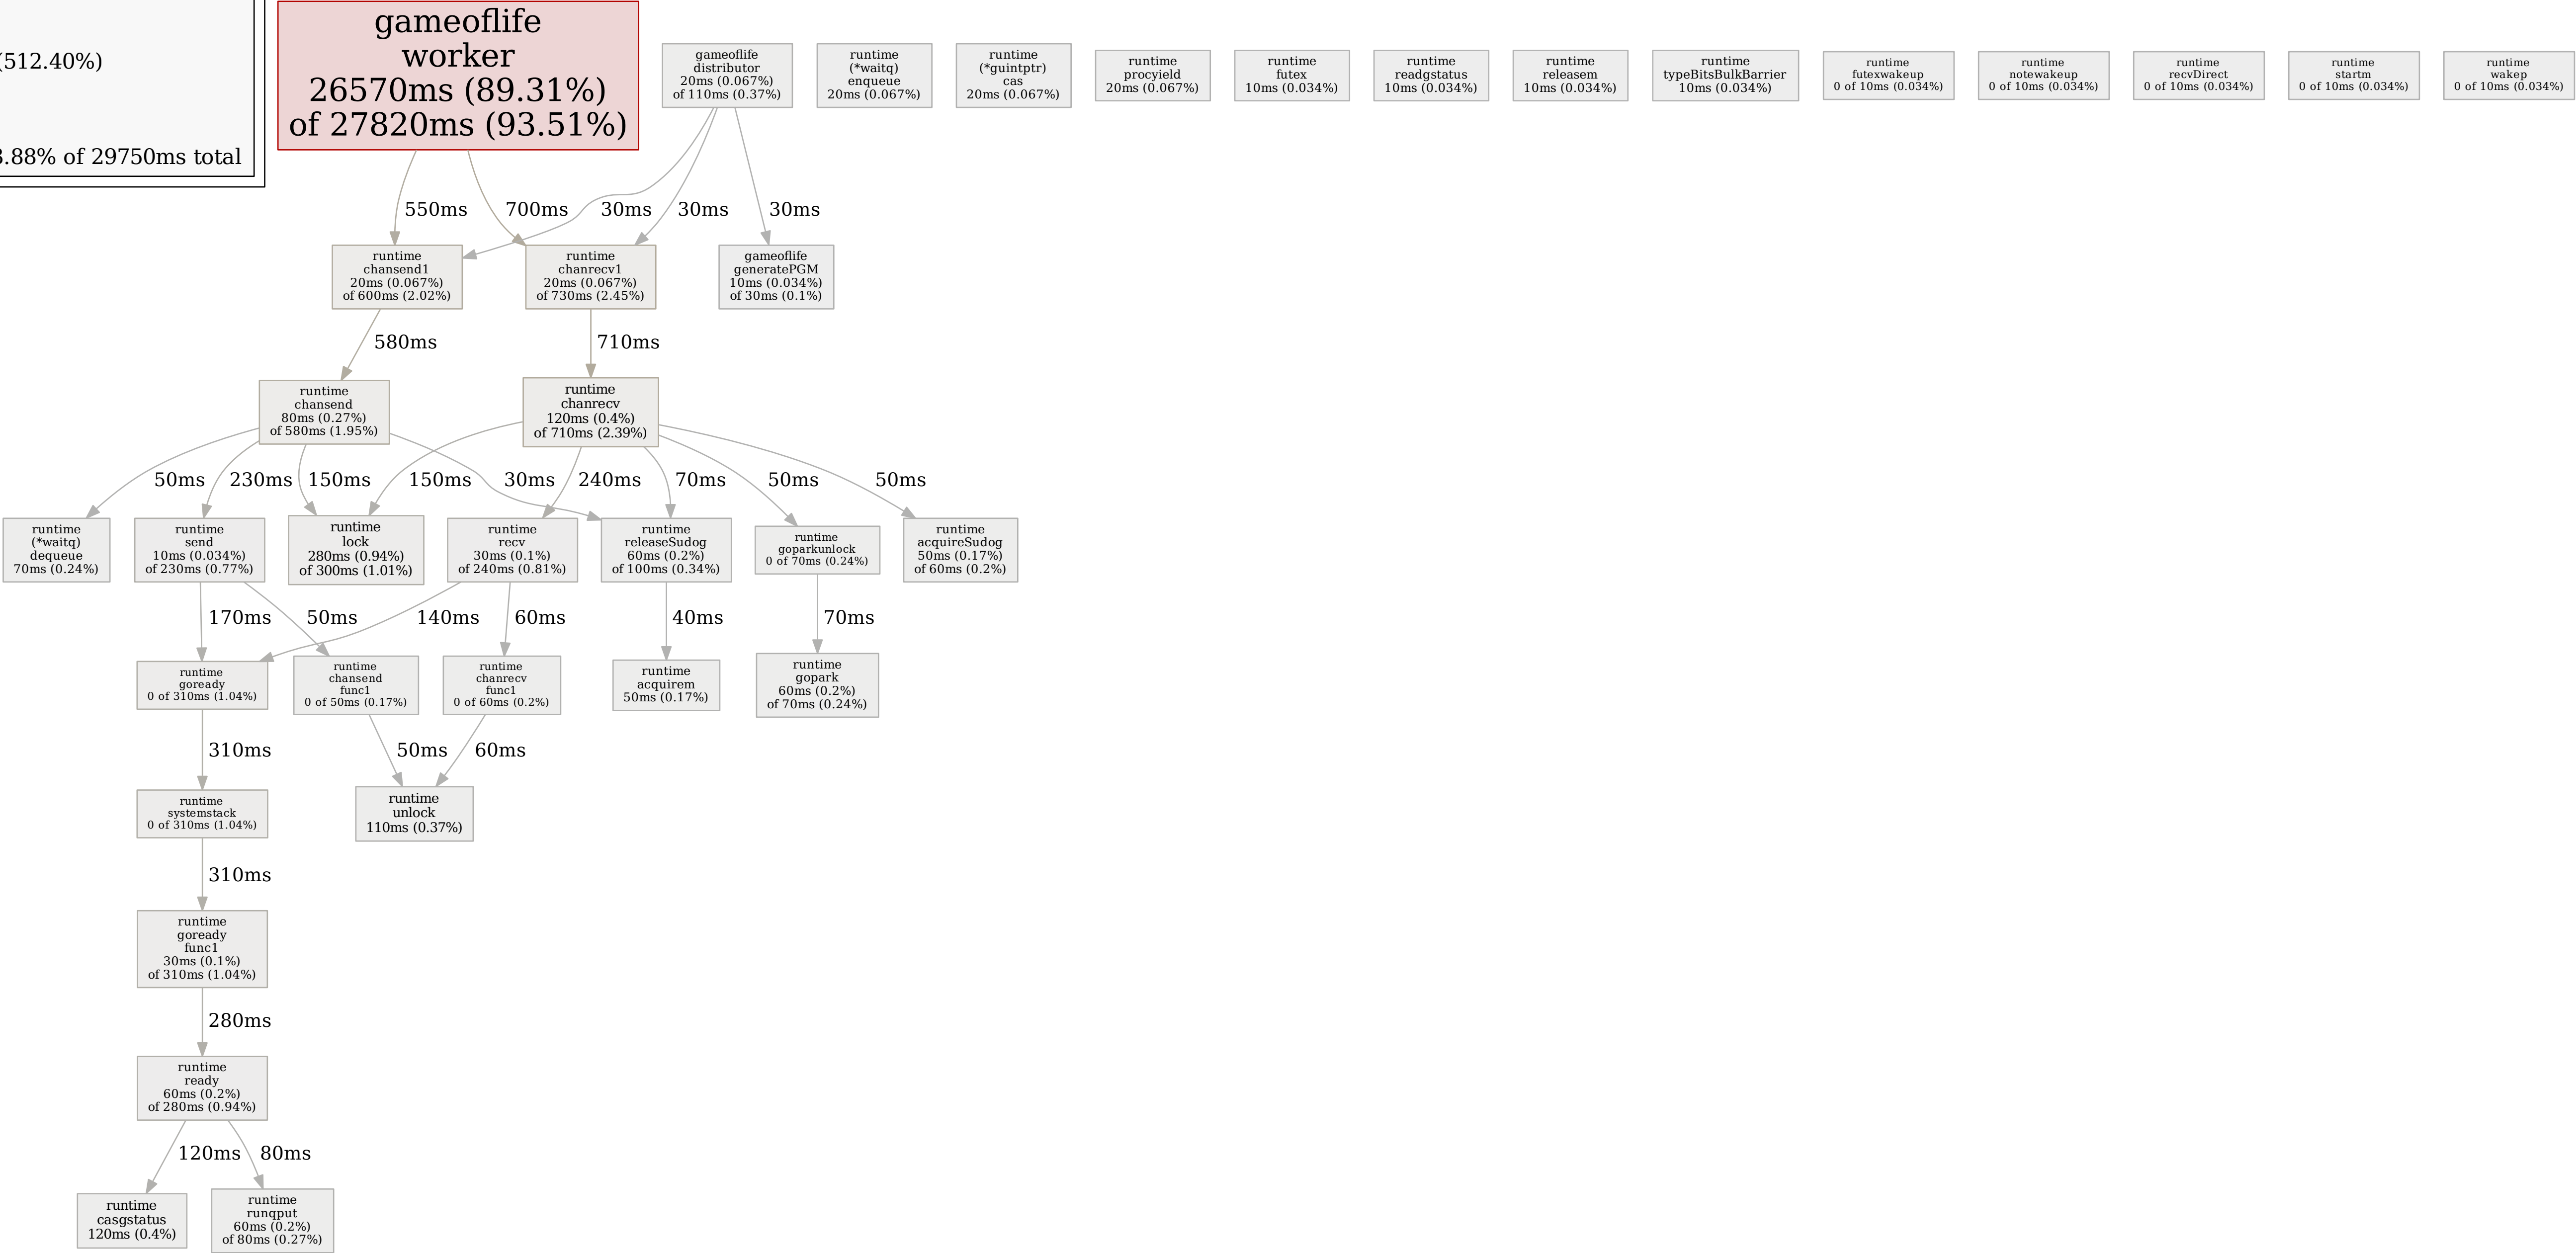 (512.40%)
3.88% of 29750ms total
gameoflife
worker
26570ms (89.31%)
of 27820ms (93.51%)
gameoflife
distributor
20ms (0.067%)
of 110ms (0.37%)
runtime
(*waitq)
enqueue
20ms (0.067%)
runtime
(*guintptr)
cas
20ms (0.067%)
runtime
procyield
20ms (0.067%)
runtime
futex
10ms (0.034%)
runtime
readgstatus
10ms (0.034%)
runtime
releasem
10ms (0.034%)
runtime
typeBitsBulkBarrier
10ms (0.034%)
runtime
futexwakeup
0 of 10ms (0.034%)
runtime
notewakeup
0 of 10ms (0.034%)
runtime
recvDirect
0 of 10ms (0.034%)
runtime
startm
0 of 10ms (0.034%)
runtime
wakep
0 of 10ms (0.034%)
550ms
700ms
30ms
30ms
30ms
runtime
chansend1
20ms (0.067%)
of 600ms (2.02%)
runtime
chanrecv1
20ms (0.067%)
of 730ms (2.45%)
gameoflife
generatePGM
10ms (0.034%)
of 30ms (0.1%)
580ms
710ms
runtime
chansend
80ms (0.27%)
of 580ms (1.95%)
runtime
chanrecv
120ms (0.4%)
of 710ms (2.39%)
50ms
230ms
150ms
150ms
30ms
240ms
70ms
50ms
50ms
runtime
(*waitq)
dequeue
70ms (0.24%)
runtime
send
10ms (0.034%)
of 230ms (0.77%)
runtime
lock
280ms (0.94%)
of 300ms (1.01%)
runtime
recv
30ms (0.1%)
of 240ms (0.81%)
runtime
releaseSudog
60ms (0.2%)
of 100ms (0.34%)
runtime
goparkunlock
0 of 70ms (0.24%)
runtime
acquireSudog
50ms (0.17%)
of 60ms (0.2%)
170ms
50ms
140ms
60ms
40ms
70ms
runtime
goready
0 of 310ms (1.04%)
runtime
chansend
func1
0 of 50ms (0.17%)
runtime
chanrecv
func1
0 of 60ms (0.2%)
runtime
acquirem
50ms (0.17%)
runtime
gopark
60ms (0.2%)
of 70ms (0.24%)
310ms
50ms
60ms
runtime
systemstack
0 of 310ms (1.04%)
runtime
unlock
110ms (0.37%)
310ms
runtime
goready
func1
30ms (0.1%)
of 310ms (1.04%)
280ms
runtime
ready
60ms (0.2%)
of 280ms (0.94%)
120ms
80ms
runtime
casgstatus
120ms (0.4%)
runtime
runqput
60ms (0.2%)
of 80ms (0.27%)